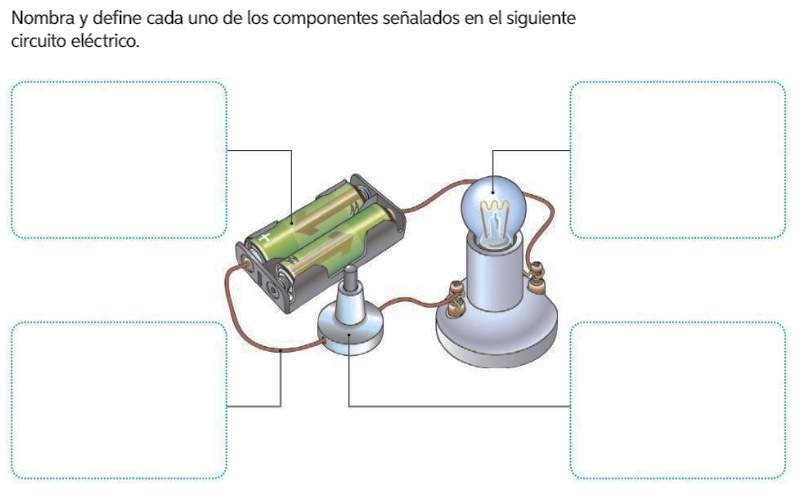 Nombra y define cada uno de los componentes señalados en el siguiente
circuito eléctrico.